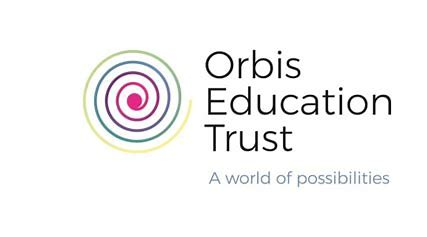 Orbis
Education
Trust
A world of possibilities